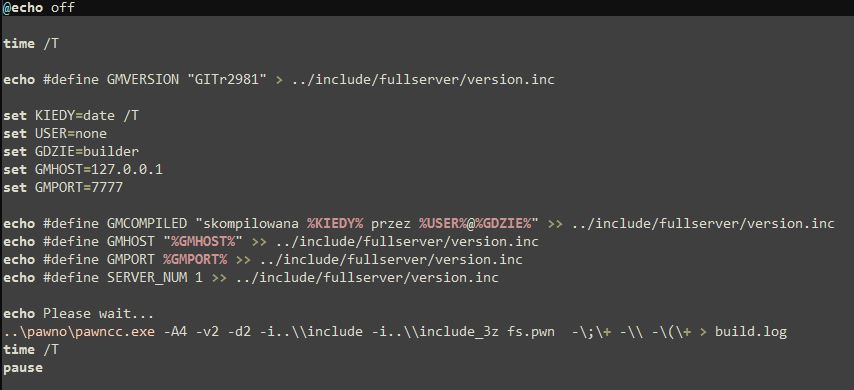 @echo off
time /T
echo #define GMVERSION "GITr2981" > ../include/fullserver/version.inc
set KIEDY=date /T
set USER=none
set GDZIE=builder
set GMHOST=127.0.0.1
set GMPORT=7777
echo #define GMCOMPILED "skompilowana %KIEDY% przez %USER%@%GDZIE%" >> ../include/fullserver/version.inc
echo #define GMHOST "%GMHOST%" >> ../include/fullserver/version.inc
echo #define GMPORT %GMPORT% >> ../include/fullserver/version.inc
echo #define SERVER_NUM 1 >> ../include/fullserver/version.inc
echo Please wait...
..\pawno\pawncc.exe -A4 -v2 -d2 -i..\\include -i..\\include_3z fs.pwn  -\;\+ -\\ -\(\+ > build.log
time /T
pause